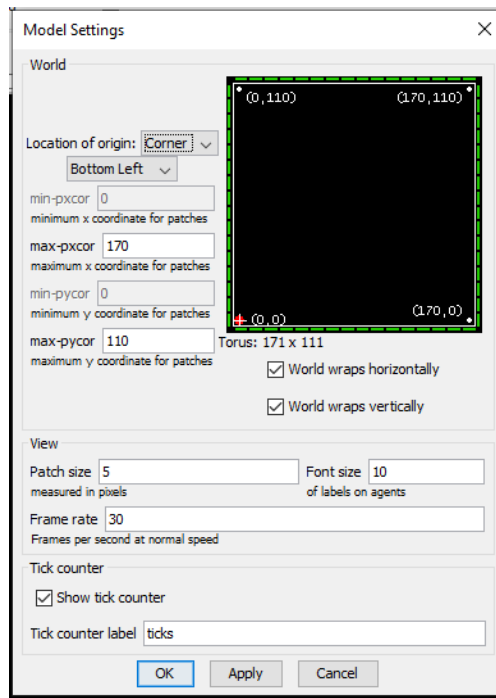 Model Settings
World
(0,110)
(170,110)
Location of origin: Corner
Bottom Left
min-pxcor 0
minimum x coordinate for patches
max-pxcor 170
maximum x coordinate for patches
min-pycor 0
minimum y coordinate for patches
(0,0)
(170,0)
max-pycor 110
maximum y coordinate for patches
Torus: 171 x 111
World wraps horizontally
World wraps vertically
View
Patch size 5
measured in pixels
Font size 10
of labels on agents
Frame rate 30
Frames per second at normal speed
Tick counter
Show tick counter
Tick counter label ticks
OK
Apply
Cancel